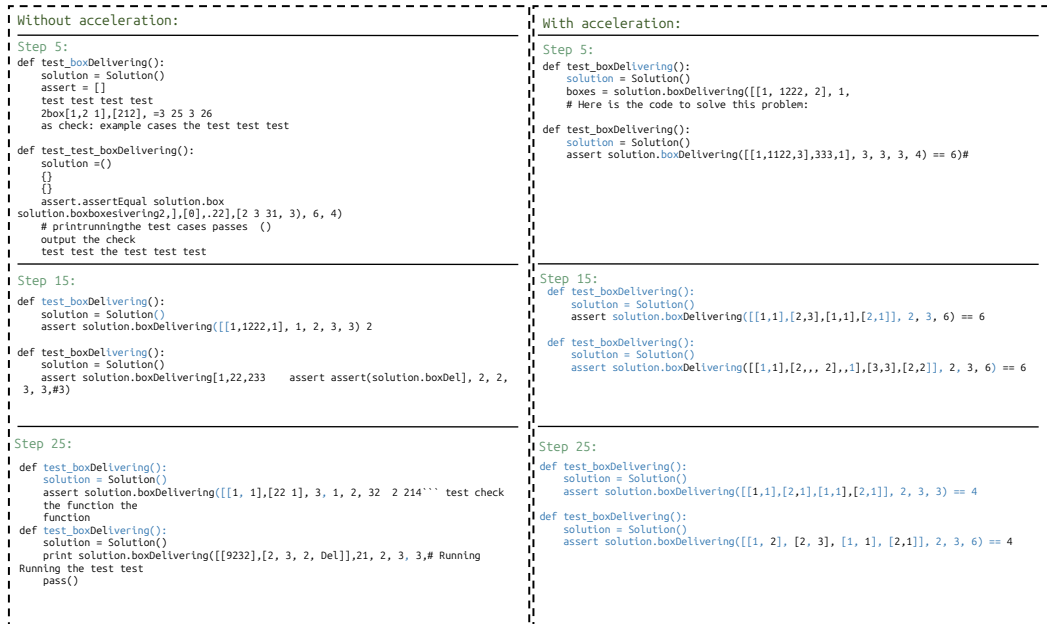 Without acceleration:
Step 5:
def test_boxDelivering():
    solution = Solution()
    assert = []
    test test test test
    2box[1,2 1],[212], =3 25 3 26
    as check: example cases the test test test
def test_test_boxDelivering():
    solution =()
    {}
    {}
    assert.assertEqual solution.box
solution.boxboxesivering2,],[0],.22],[2 3 31, 3), 6, 4)
    # printrunningthe test cases passes  ()
    output the check
    test test the test test test
Step 15:
def test_boxDelivering():
    solution = Solution()
    assert solution.boxDelivering([[1,1222,1], 1, 2, 3, 3) 2
def test_boxDelivering():
    solution = Solution()
    assert solution.boxDelivering[1,22,233    assert assert(solution.boxDel], 2, 2,
 3, 3,#3)
Step 25:
def test_boxDelivering():
    solution = Solution()
    assert solution.boxDelivering([[1, 1],[22 1], 3, 1, 2, 32  2 214``` test check
    the function the
    function
def test_boxDelivering():
    solution = Solution()
    print solution.boxDelivering([[9232],[2, 3, 2, Del]],21, 2, 3, 3,# Running
Running the test test
    pass()
With acceleration:
Step 5:
def test_boxDelivering():
    solution = Solution()
    boxes = solution.boxDelivering([[1, 1222, 2], 1,
    # Here is the code to solve this problem:
def test_boxDelivering():
    solution = Solution()
    assert solution.boxDelivering([[1,1122,3],333,1], 3, 3, 3, 4) == 6)#
Step 15:
def test_boxDelivering():
    solution = Solution()
    assert solution.boxDelivering([[1,1],[2,3],[1,1],[2,1]], 2, 3, 6) == 6
def test_boxDelivering():
    solution = Solution()
    assert solution.boxDelivering([[1,1],[2,,, 2],,1],[3,3],[2,2]], 2, 3, 6) == 6
Step 25:
def test_boxDelivering():
    solution = Solution()
    assert solution.boxDelivering([[1,1],[2,1],[1,1],[2,1]], 2, 3, 3) == 4
def test_boxDelivering():
    solution = Solution()
    assert solution.boxDelivering([[1, 2], [2, 3], [1, 1], [2,1]], 2, 3, 6) == 4